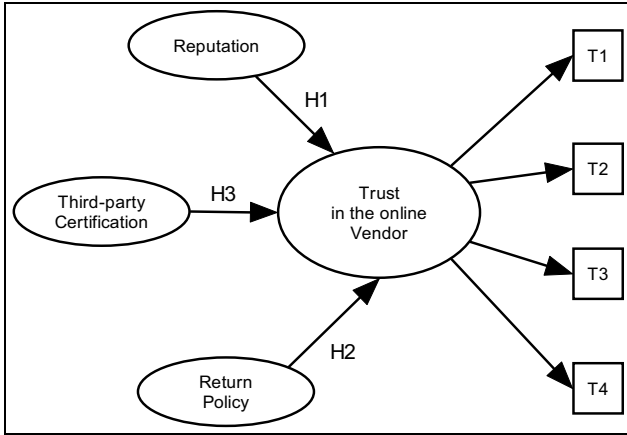 Reputation
H1
T1
T2
Third-party
Certification
H3
Trust
in the online
Vendor
T3
H2
Return
Policy
T4